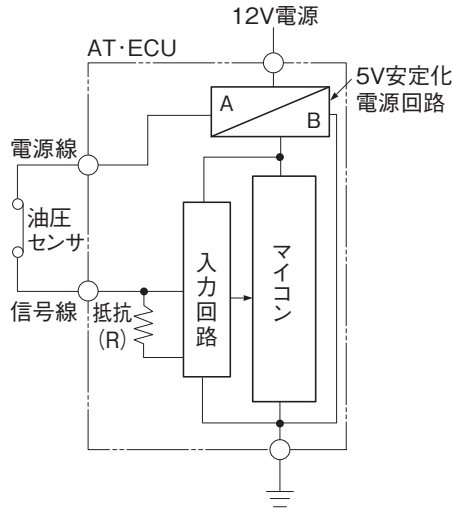 12V電源
AT·ECU
5V安定化
電源回路
A
B
電源線
油圧
センサ
信号線
抵抗
(R)
入力回路
マイコン